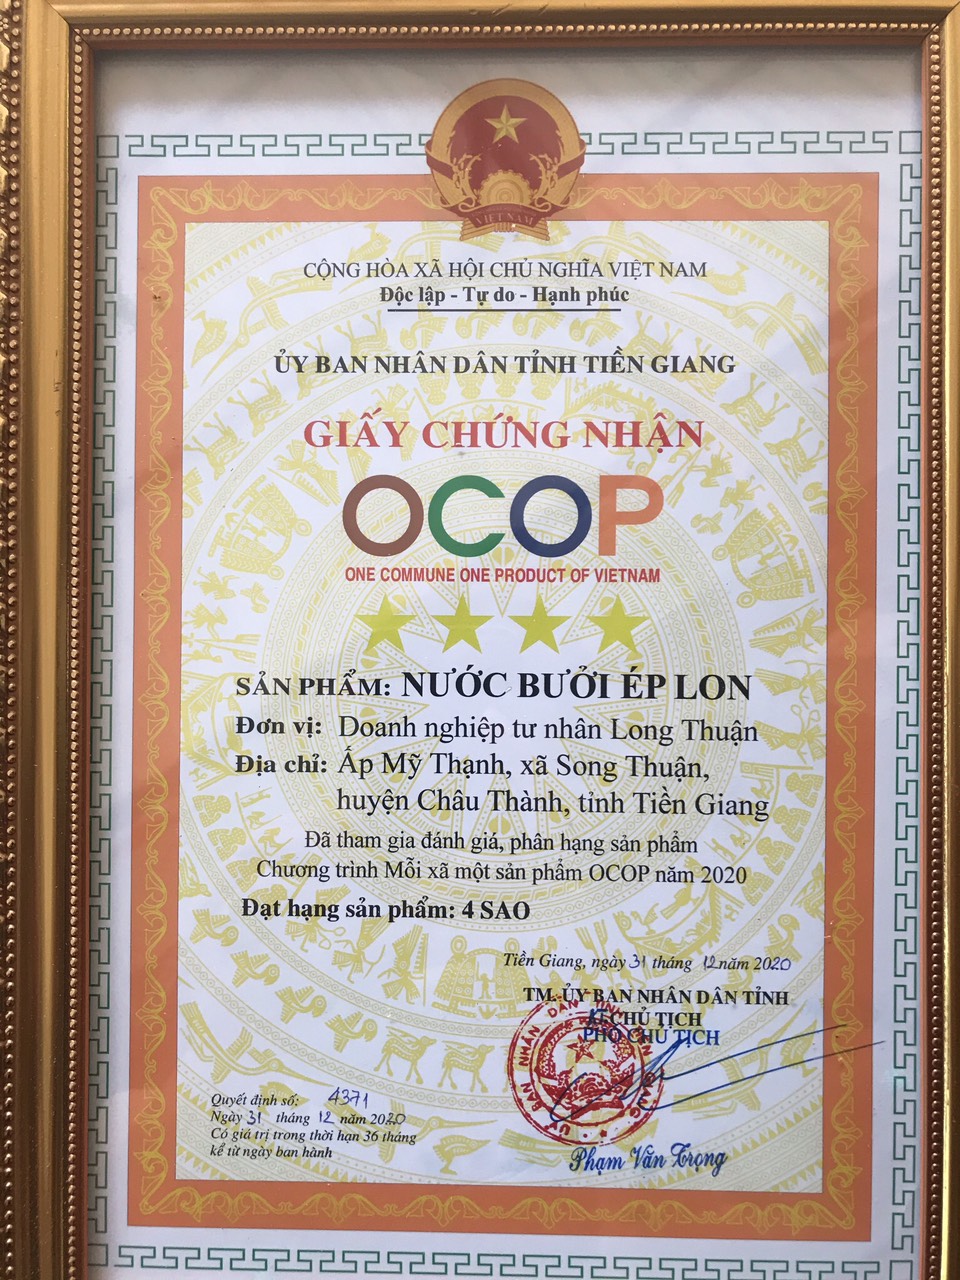 VIỆT NAM
CỘNG HÒA XÃ HỘI CHỦ NGHĨA VIỆT NAM
Độc lập - Tự do - Hạnh phúc
ỦY BAN NHÂN DÂN TỈNH TIỀN GIANG
GIẤY CHỨNG NHẬN
OCOP
ONE COMMUNE ONE PRODUCT OF VIETNAM
SẢN PHẨM: NƯỚC BƯỞI ÉP LON
Đơn vị: Doanh nghiệp tư nhân Long Thuận
Địa chỉ: Ấp Mỹ Thạnh, xã Song Thuận,
huyện Châu Thành, tỉnh Tiền Giang
Đã tham gia đánh giá, phân hạng sản phẩm
Chương trình Mỗi xã một sản phẩm OCOP năm 2020
Đạt hạng sản phẩm: 4 SAO
Tiền Giang, ngày 31 tháng 12 năm 2020
TM. ỦY BAN NHÂN DÂN TỈNH
KT.CHỦ TỊCH
PHÓ CHỦ TỊCH
Phạm Văn Trọng
Quyết định số: 4371
Ngày 31 tháng 12 năm 2020
Có giá trị trong thời hạn 36 tháng
kể từ ngày ban hành